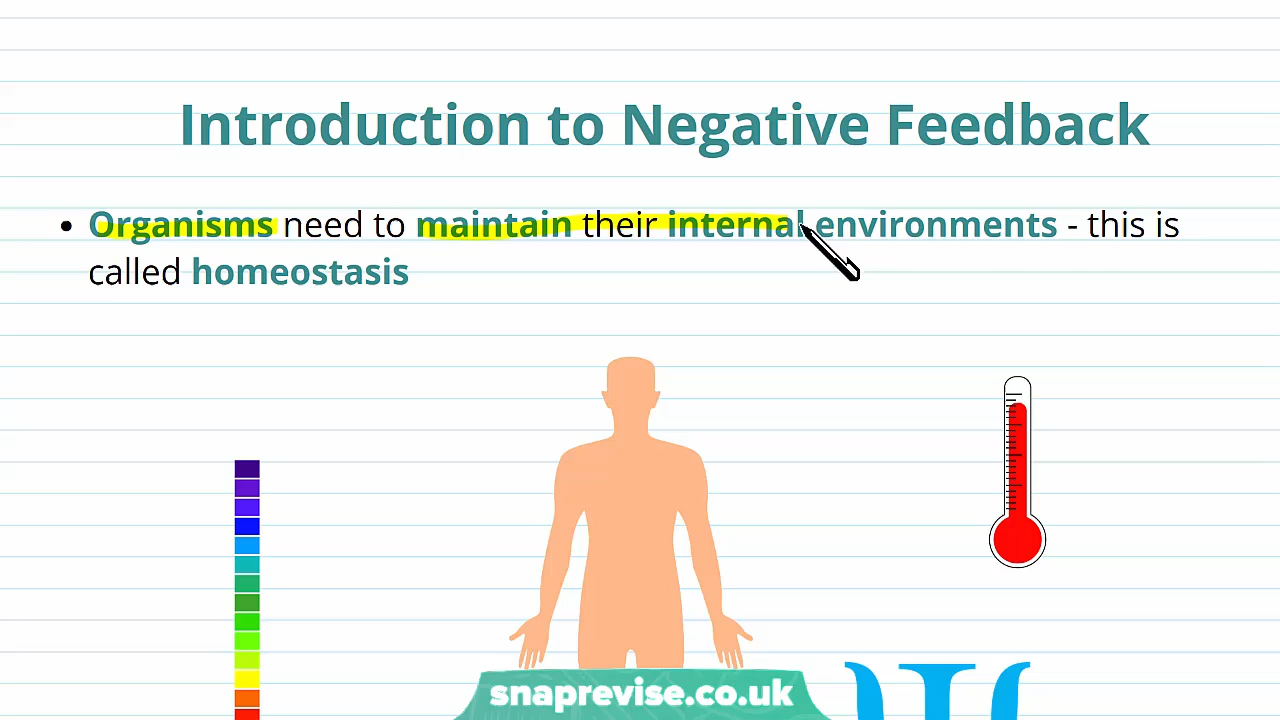 Introduction to Negative Feedback
• Organisms need to maintain their internal environments - this is
called homeostasis
snaprevise.co.uk